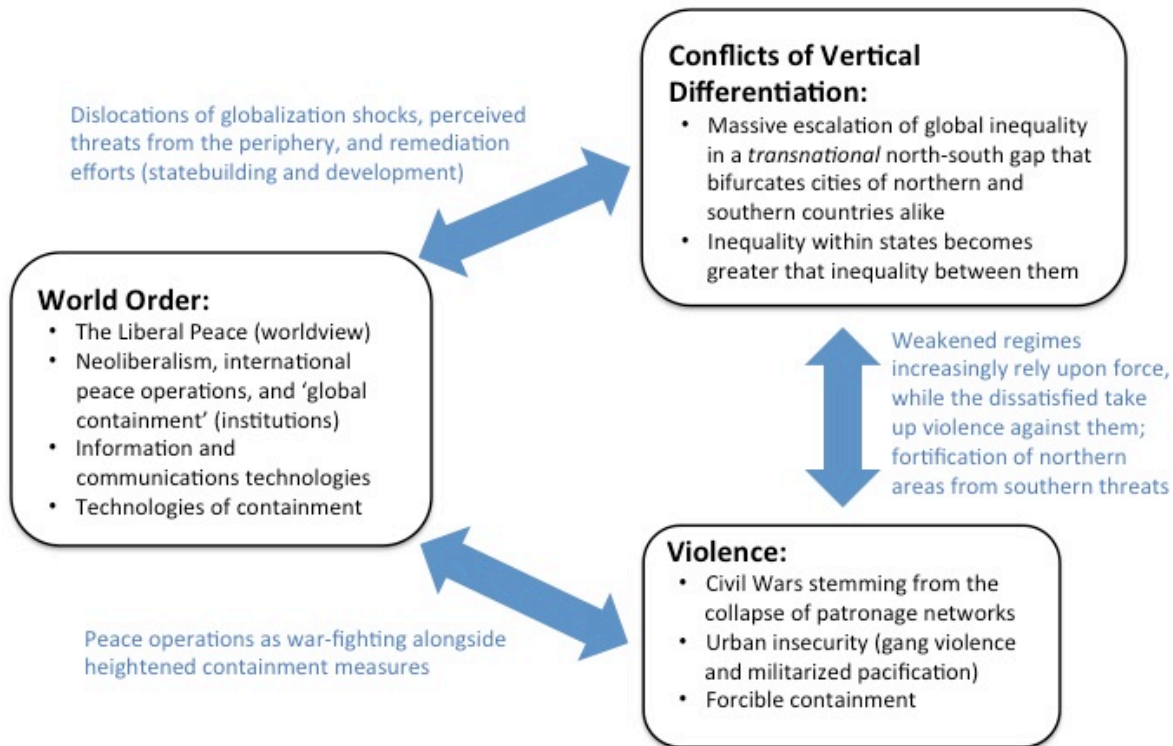 Conflicts of Vertical
Differentiation:
• Massive escalation of global inequality
in a transnational north-south gap that
bifurcates cities of northern and
southern countries alike
• Inequality within states becomes
greater that inequality between them
Dislocations of globalization shocks, perceived
threats from the periphery, and remediation
efforts (statebuilding and development)
World Order:
• The Liberal Peace (worldview)
• Neoliberalism, international
peace operations, and ‘global
containment’ (institutions)
• Information and
communications technologies
• Technologies of containment
Weakened regimes
increasingly rely upon force,
while the dissatisfied take
up violence against them;
fortification of northern
areas from southern threats
Violence:
• Civil Wars stemming from the
collapse of patronage networks
• Urban insecurity (gang violence
and militarized pacification)
• Forcible containment
Peace operations as war-fighting alongside
heightened containment measures